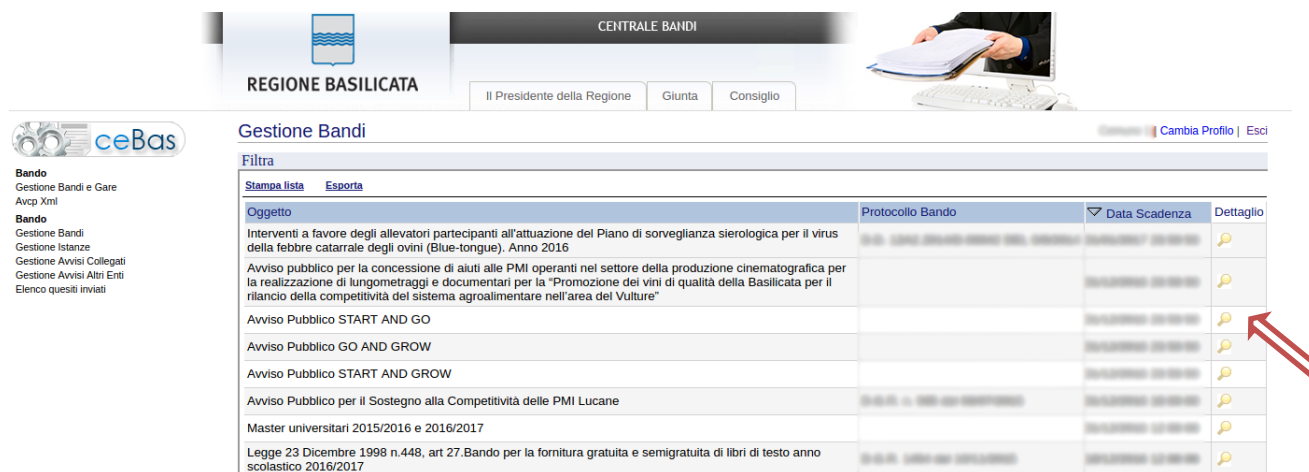 CENTRALE BANDI
REGIONE BASILICATA
Il Presidente della Regione
Giunta
Consiglio
ceBas
Gestione Bandi
Cambia Profilo | Esci
Filtra
Bando
Gestione Bandi e Gare
Avcp Xml
Bando
Gestione Bandi
Gestione Istanze
Gestione Avvisi Collegati
Gestione Avvisi Altri Enti
Elenco quesiti inviati
Stampa lista Esporta
Oggetto Protocollo Bando Data Scadenza Dettaglio
Interventi a favore degli allevatori partecipanti all'attuazione del Piano di sorveglianza sierologica per il virus
della febbre catarrale degli ovini (Blue-tongue). Anno 2016
Avviso pubblico per la concessione di aiuti alle PMI operanti nel settore della produzione cinematografica per
la realizzazione di lungometraggi e documentari per la “Promozione dei vini di qualità della Basilicata per il
rilancio della competitività del sistema agroalimentare nell’area del Vulture”
Avviso Pubblico START AND GO
Avviso Pubblico GO AND GROW
Avviso Pubblico START AND GROW
Avviso Pubblico per il Sostegno alla Competitività delle PMI Lucane
Master universitari 2015/2016 e 2016/2017
Legge 23 Dicembre 1998 n.448, art 27.Bando per la fornitura gratuita e semigratuita di libri di testo anno
scolastico 2016/2017